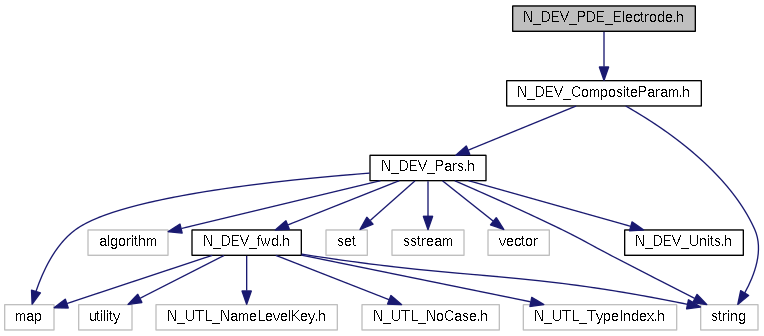 N_DEV_PDE_Electrode.h
N_DEV_CompositeParam.h
N_DEV_Pars.h
algorithm
N_DEV_fwd.h
set
sstream
vector
N_DEV_Units.h
map
utility
N_UTL_NameLevelKey.h
N_UTL_NoCase.h
N_UTL_TypeIndex.h
string